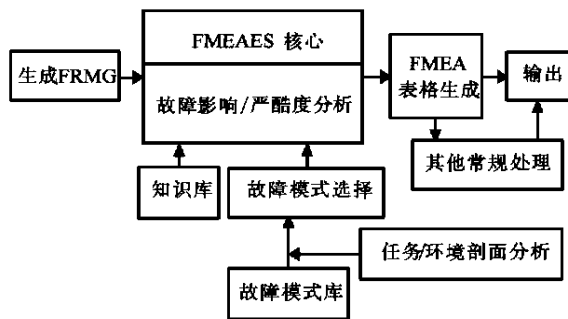 FMEAES 核心
生成FRMG
故障影响/严酷度分析
FMEA
表格生成
输出
其他常规处理
知识库
故障模式选择
任务/环境剖面分析
故障模式库